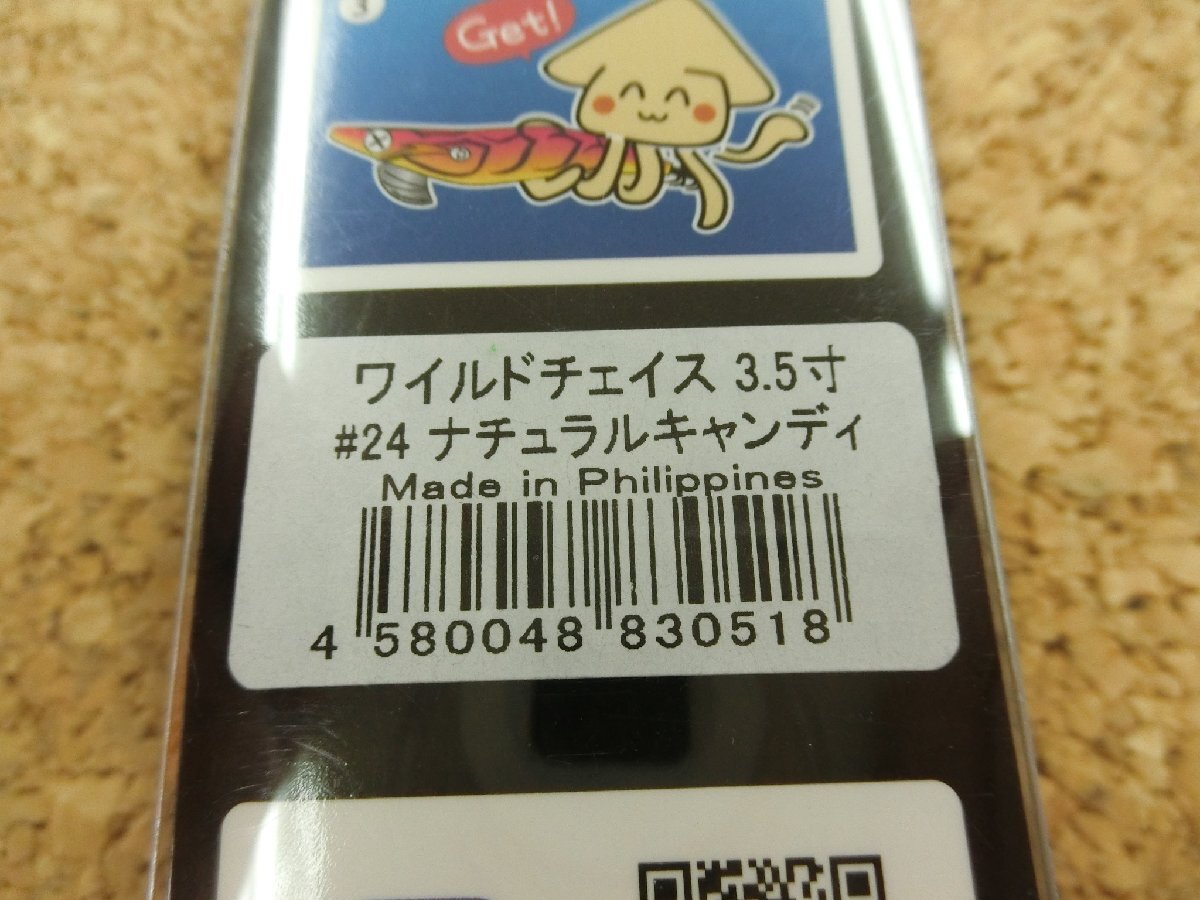 3
Get!
ワイルドチェイス 3.5寸
#24 ナチュラルキャンディ
Made in Philippines
4 580048 830518